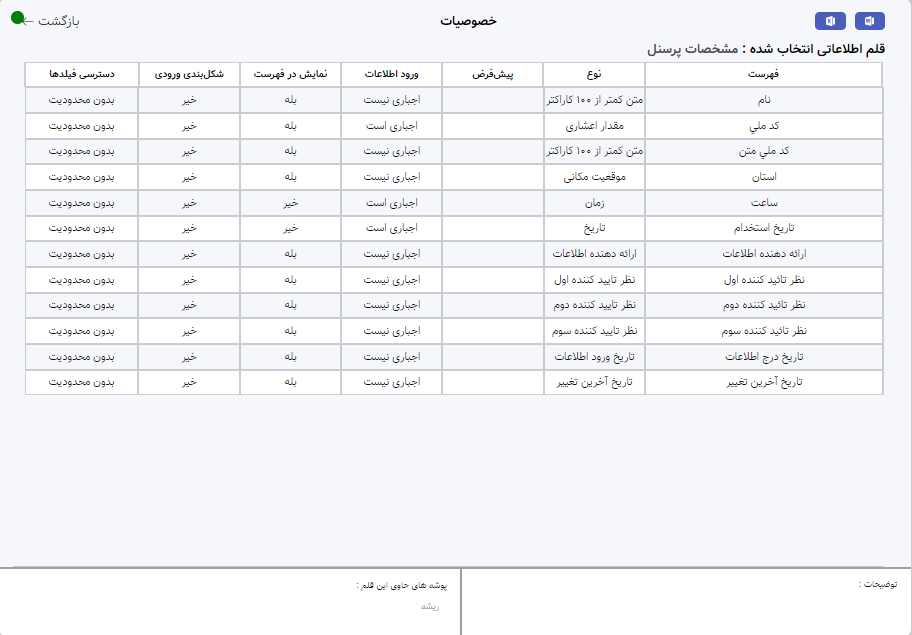 خصوصیات
بازگشت
قلم اطلاعاتی انتخاب شده : مشخصات پرسنل
فهرست نوع پیش‌فرض ورود اطلاعات نمایش در فهرست شکل‌بندی ورودی دسترسی فیلدها
نام متن کمتر از ۱۰۰ کاراکتر اجباری نیست بله خیر بدون محدودیت
کد ملي مقدار اعشاری اجباری است بله خیر بدون محدودیت
کد ملي متن متن کمتر از ۱۰۰ کاراکتر اجباری نیست بله خیر بدون محدودیت
استان موقعیت مکانی اجباری نیست بله خیر بدون محدودیت
ساعت زمان اجباری است خیر خیر بدون محدودیت
تاریخ استخدام تاریخ اجباری است خیر خیر بدون محدودیت
ارائه دهنده اطلاعات ارائه دهنده اطلاعات اجباری نیست بله خیر بدون محدودیت
نظر تائید کننده اول نظر تایید کننده اول اجباری نیست بله خیر بدون محدودیت
نظر تائید کننده دوم نظر تایید کننده دوم اجباری نیست بله خیر بدون محدودیت
نظر تائید کننده سوم نظر تایید کننده سوم اجباری نیست بله خیر بدون محدودیت
تاریخ درج اطلاعات تاریخ ورود اطلاعات اجباری نیست بله خیر بدون محدودیت
تاریخ آخرین تغییر تاریخ آخرین تغییر اجباری نیست بله خیر بدون محدودیت
توضیحات :
پوشه های حاوی این قلم :
ریشه